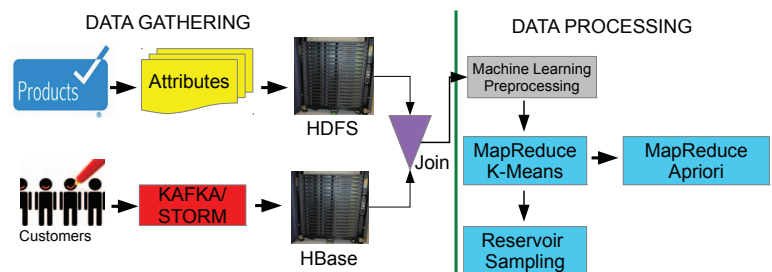 DATA GATHERING
DATA PROCESSING
Products
Attributes
HDFS
Machine Learning
Preprocessing
Join
MapReduce
K-Means
MapReduce
Apriori
Customers
KAFKA/
STORM
HBase
Reservoir
Sampling